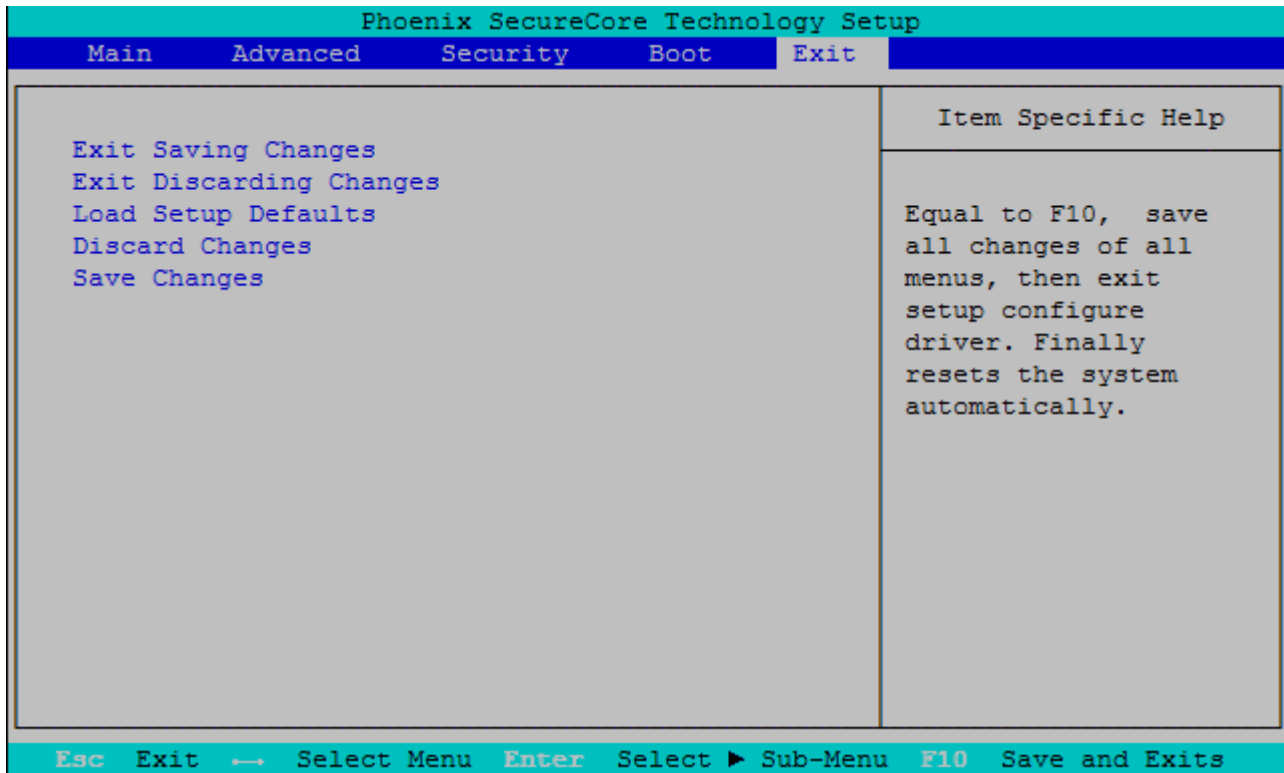 Phoenix SecureCore Technology Setup
Main Advanced Security Boot Exit
Exit Saving Changes
Exit Discarding Changes
Load Setup Defaults
Discard Changes
Save Changes
Item Specific Help
Equal to F10, save
all changes of all
menus, then exit
setup configure
driver. Finally
resets the system
automatically.
Esc Exit ←→ Select Menu Enter Select ▶ Sub-Menu F10 Save and Exits